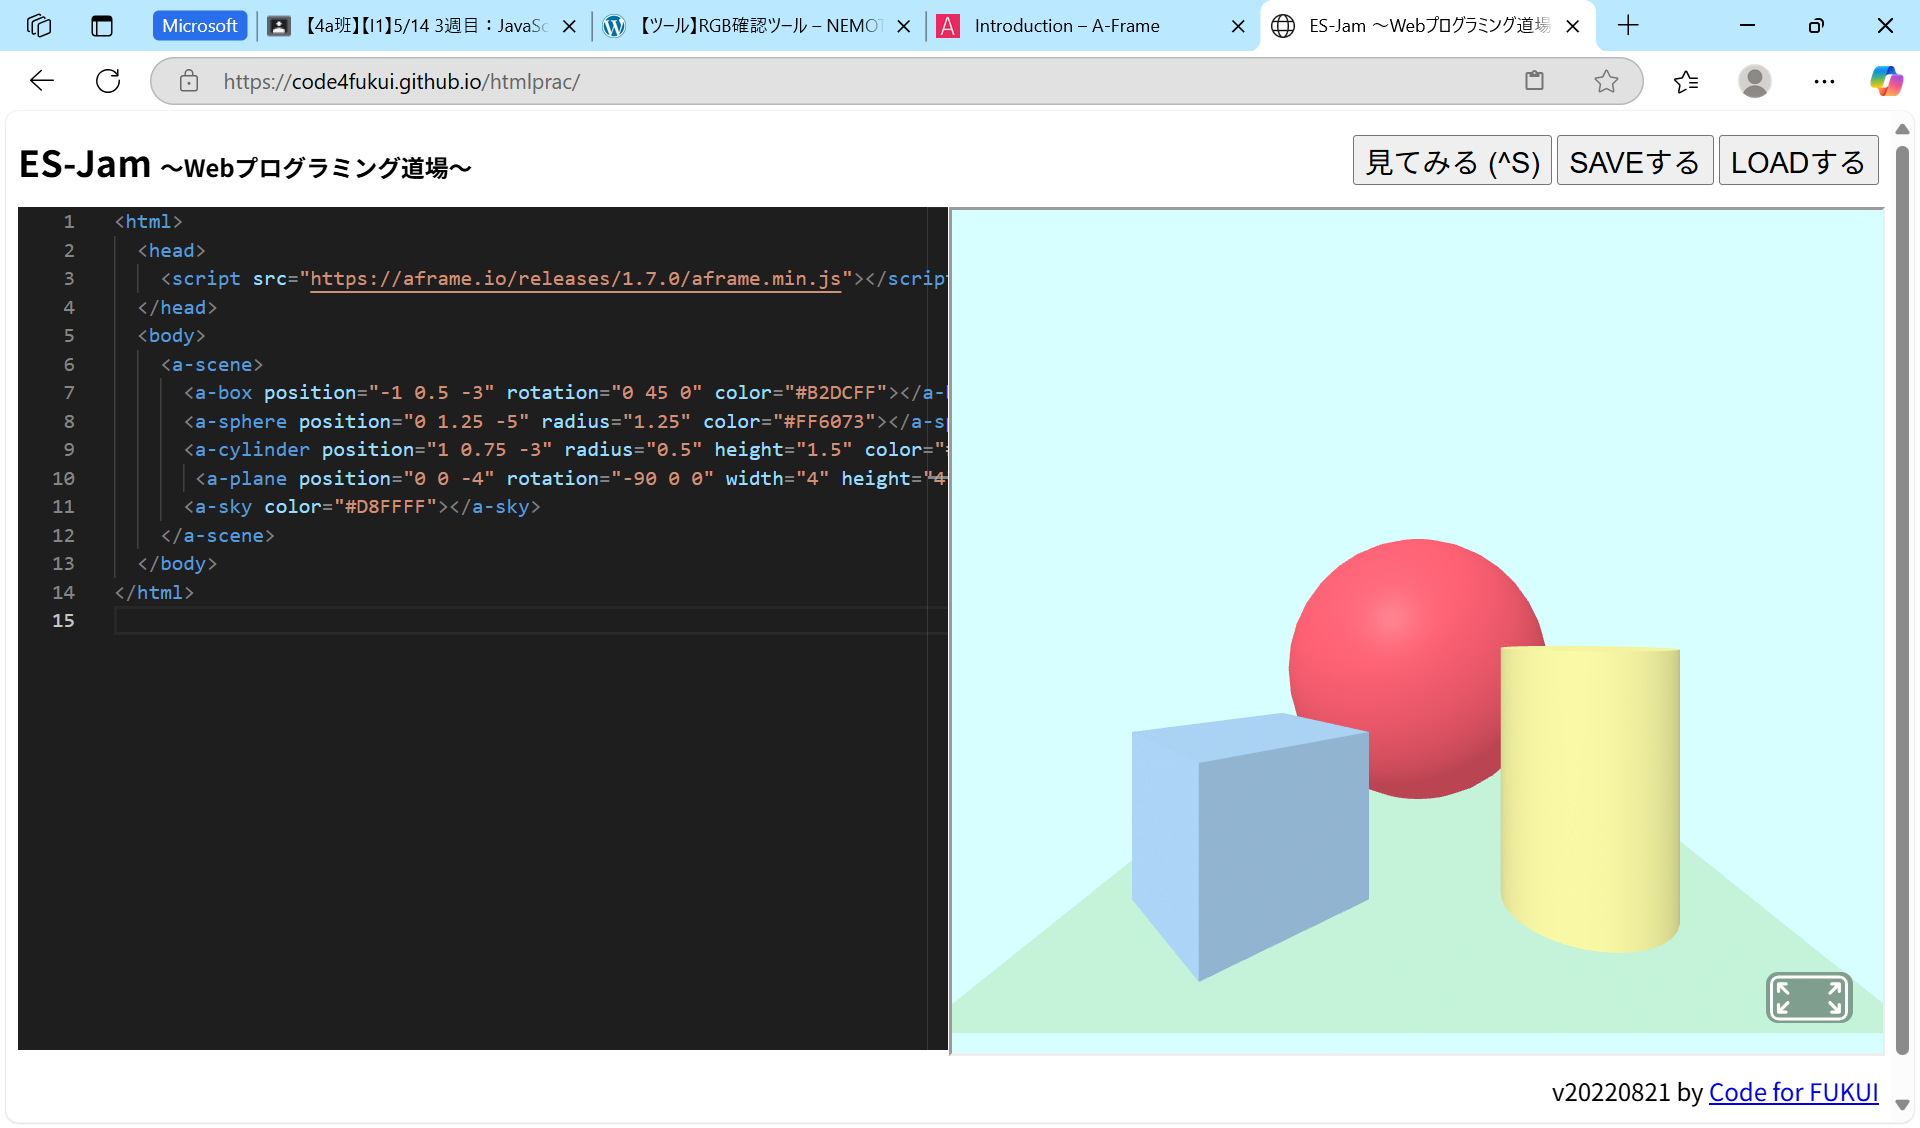 Microsoft
【4a班】【I1】5/14 3週目：JavaSc
【ツール】RGB確認ツール – NEMOT
Introduction – A-Frame
ES-Jam ～Webプログラミング道場
https://code4fukui.github.io/htmlprac/
ES-Jam ～Webプログラミング道場～
見てみる (^S)
SAVEする
LOADする
1 <html>
2 <head>
3 <script src="https://aframe.io/releases/1.7.0/aframe.min.js"></script
4 </head>
5 <body>
6 <a-scene>
7 <a-box position="-1 0.5 -3" rotation="0 45 0" color="#B2DCFF"></a-b
8 <a-sphere position="0 1.25 -5" radius="1.25" color="#FF6073"></a-sp
9 <a-cylinder position="1 0.75 -3" radius="0.5" height="1.5" color="#
10 <a-plane position="0 0 -4" rotation="-90 0 0" width="4" height="4
11 <a-sky color="#D8FFFF"></a-sky>
12 </a-scene>
13 </body>
14 </html>
15
v20220821 by Code for FUKUI